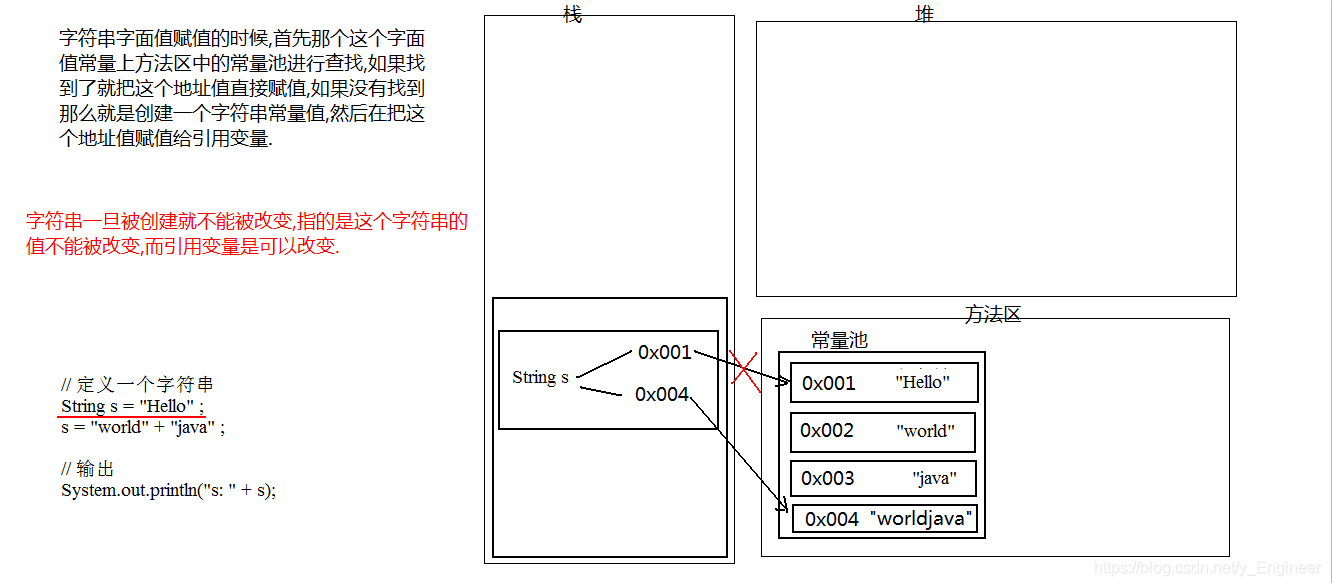 字符串字面值赋值的时候,首先那个这个字面
值常量上方法区中的常量池进行查找,如果找
到了就把这个地址值直接赋值,如果没有找到
那么就是创建一个字符串常量值,然后在把这
个地址值赋值给引用变量.
字符串一旦被创建就不能被改变,指的是这个字符串的
值不能被改变,而引用变量是可以改变.
// 定义一个字符串
String s = "Hello" ;
s = "world" + "java" ;
// 输出
System.out.println("s: " + s);
栈
String s
0x001
0x004
堆
方法区
常量池
0x001 "Hello"
0x002 "world"
0x003 "java"
0x004 "worldjava"
https://blog.csdn.net/y_Engineer